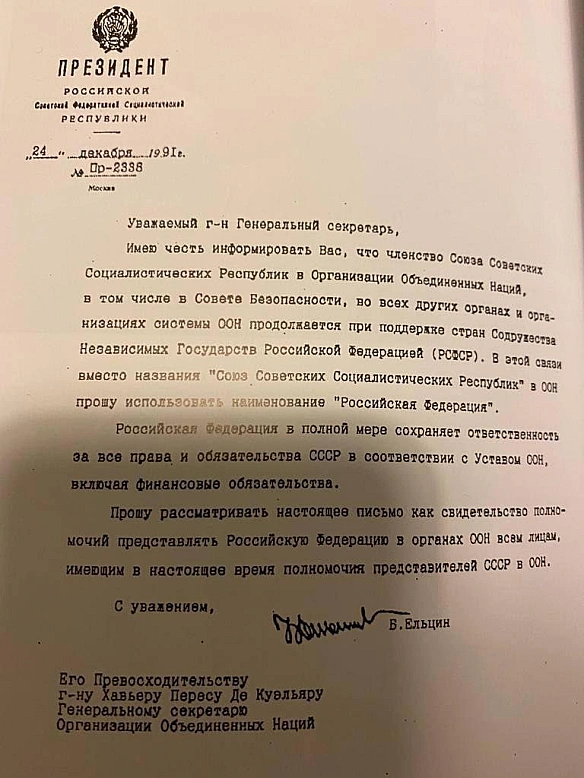 ПРЕЗИДЕНТ
РОССИЙСКОЙ
Советской Федеративной Социалистической
РЕСПУБЛИКИ
„24" декабря 1991г.
№ Пр-2338
Москва
Уважаемый г-н Генеральный секретарь,
Имею честь информировать Вас, что членство Союза Советских
Социалистических Республик в Организации Объединенных Наций,
в том числе в Совете Безопасности, во всех других органах и орга-
низациях системы ООН продолжается при поддержке стран Содружества
Независимых Государств Российской Федерацией (РСФСР). В этой связи
вместо названия "Союз Советских Социалистических Республик" в ООН
прошу использовать наименование "Российская Федерация".
Российская Федерация в полной мере сохраняет ответственность
за все права и обязательства СССР в соответствии с Уставом ООН,
включая финансовые обязательства.
Прошу рассматривать настоящее письмо как свидетельство полно-
мочий представлять Российскую Федерацию в органах ООН всем лицам,
имеющим в настоящее время полномочия представителей СССР в ООН.
С уважением,
Б.Ельцин
Его Превосходительству
г-ну Хавьеру Пересу Де Куэльяру
Генеральному секретарю
Организации Объединенных Наций